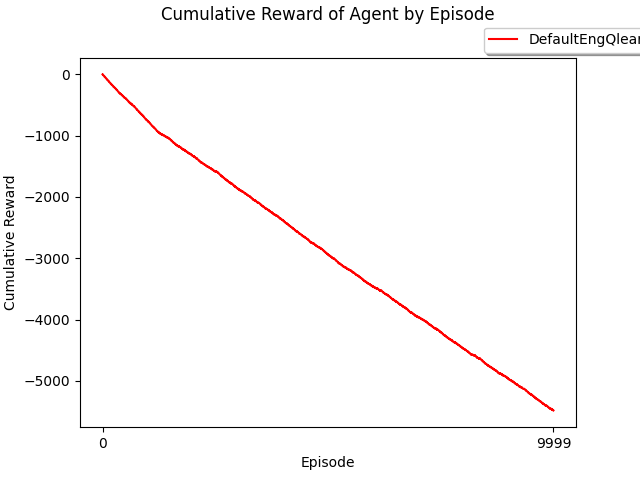 Cumulative Reward of Agent by Episode
DefaultEngQlear
0
−1000
−2000
−3000
−4000
−5000
Cumulative Reward
0
9999
Episode